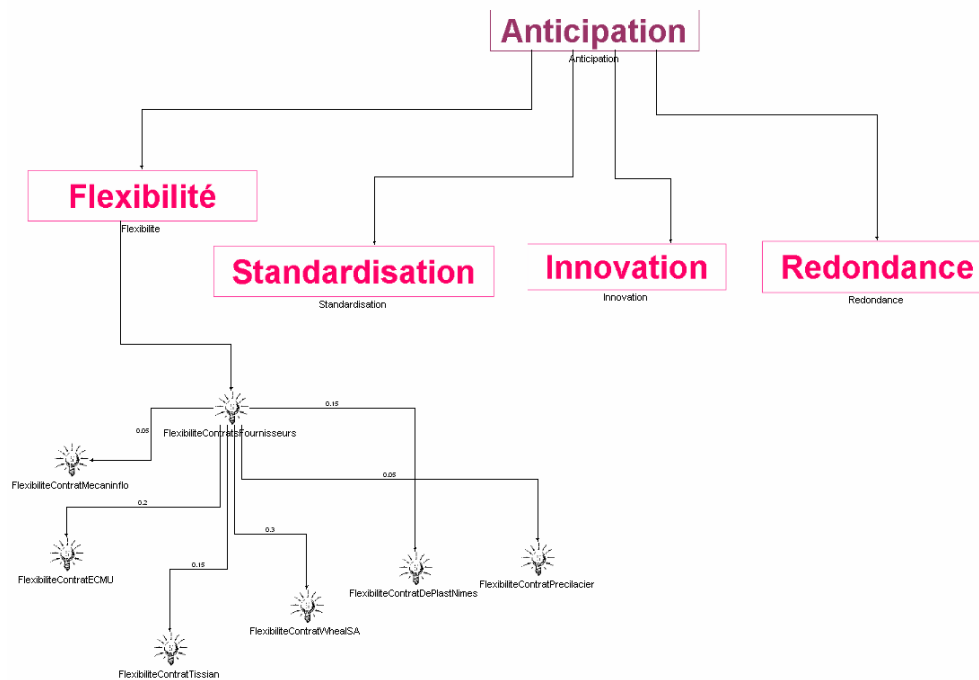 Anticipation
Anticipation
Flexibilité
Flexibilite
Standardisation
Standardisation
Innovation
Innovation
Redondance
Redondance
FlexibiliteContratsFournisseurs
0.15
0.05
FlexibiliteContratMecaninflo
0.05
0.2
0.3
FlexibiliteContratECMU
FlexibiliteContratPrecilacier
FlexibiliteContratDePlastNimes
0.15
FlexibiliteContratWhealSA
FlexibiliteContratTissian